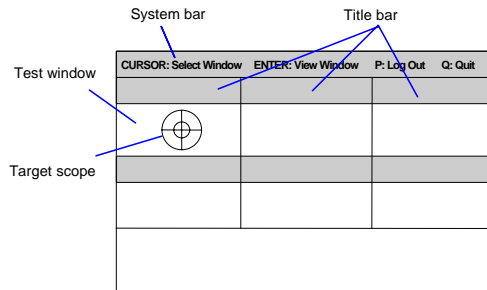 System bar
Title bar
CURSOR: Select Window ENTER: View Window P: Log Out Q: Quit
Test window
Target scope